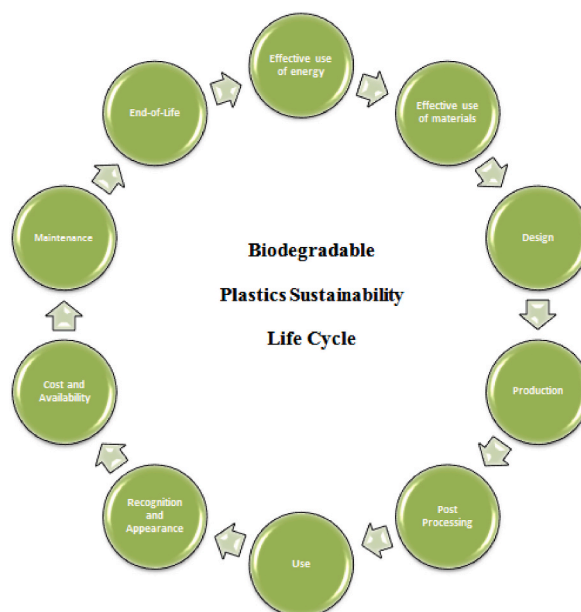 Effective use
of energy
Effective use
of materials
Design
Production
Post
Processing
Use
Recognition
and
Appearance
Cost and
Availability
Maintenance
End-of-Life
Biodegradable
Plastics Sustainability
Life Cycle